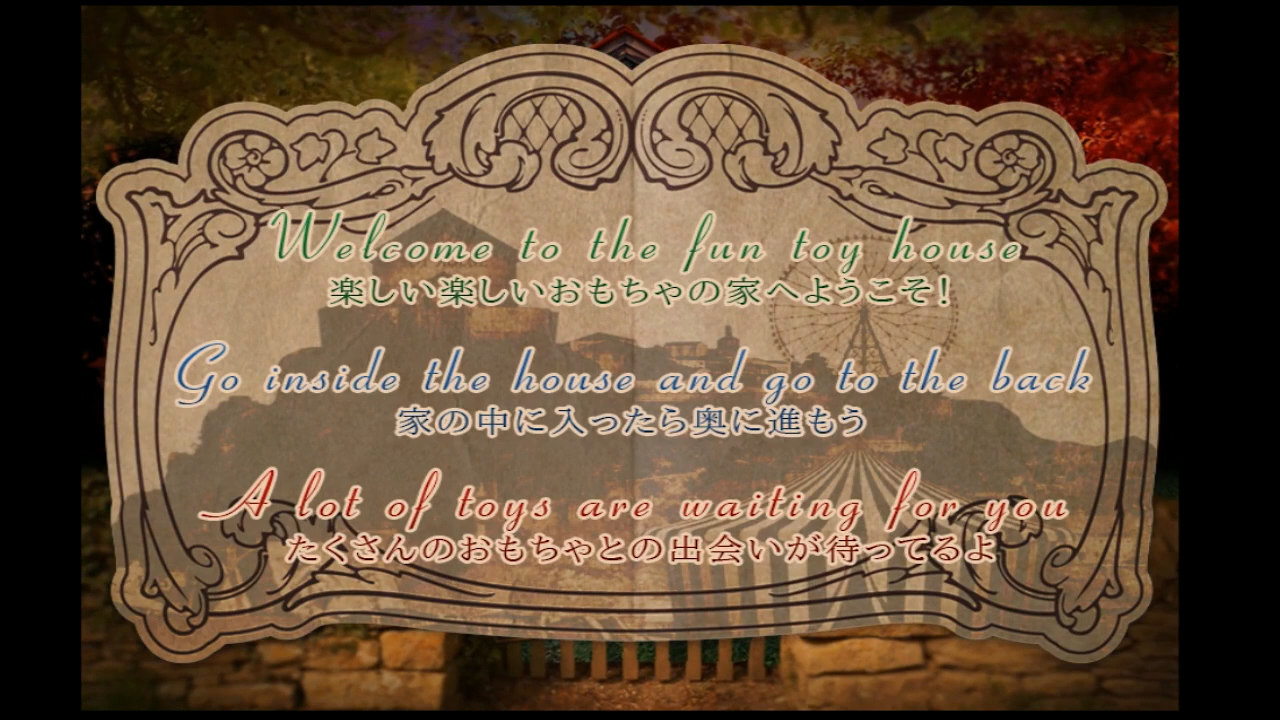 Welcome to the fun toy house
楽しい楽しいおもちゃの家へようこそ！
Go inside the house and go to the back
家の中に入ったら奥に進もう
A lot of toys are waiting for you
たくさんのおもちゃとの出会いが待ってるよ